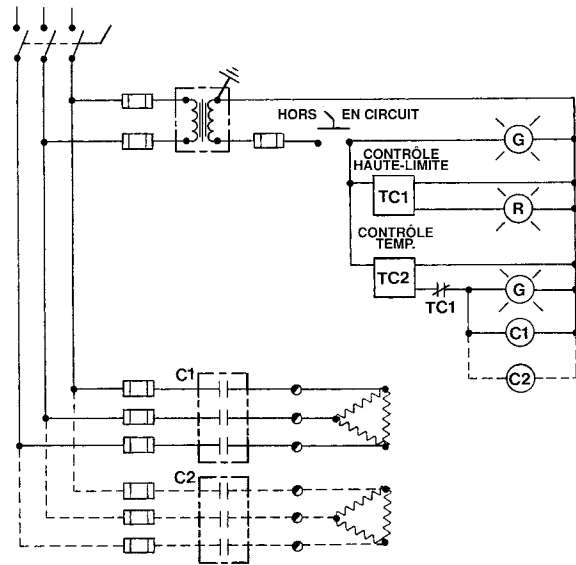 HORS EN CIRCUIT
G
CONTRÔLE
HAUTE-LIMITE
TC1
R
CONTRÔLE
TEMP.
TC2
TC1
G
C1
C2
C1
C2